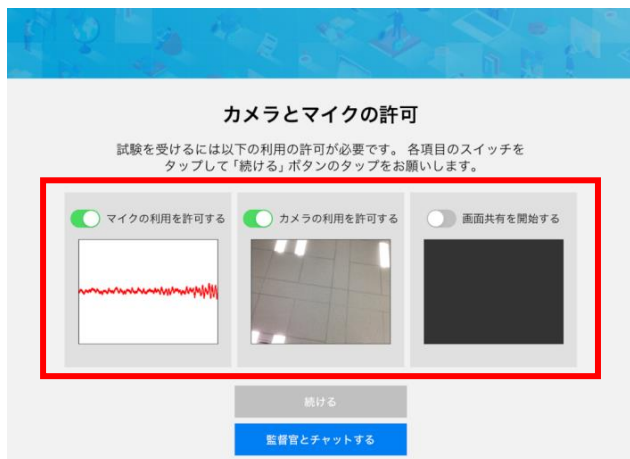 カメラとマイクの許可
試験を受けるには以下の利用の許可が必要です。 各項目のスイッチを
タップして「続ける」ボタンのタップをお願いします。
マイクの利用を許可する
カメラの利用を許可する
画面共有を開始する
続ける
監督官とチャットする